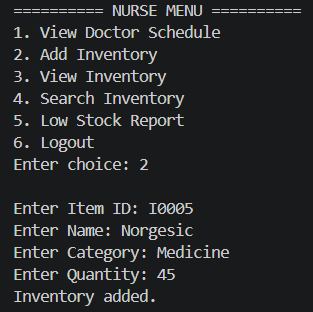 ========== NURSE MENU ==========
1. View Doctor Schedule
2. Add Inventory
3. View Inventory
4. Search Inventory
5. Low Stock Report
6. Logout
Enter choice: 2

Enter Item ID: I0005
Enter Name: Norgesic
Enter Category: Medicine
Enter Quantity: 45
Inventory added.